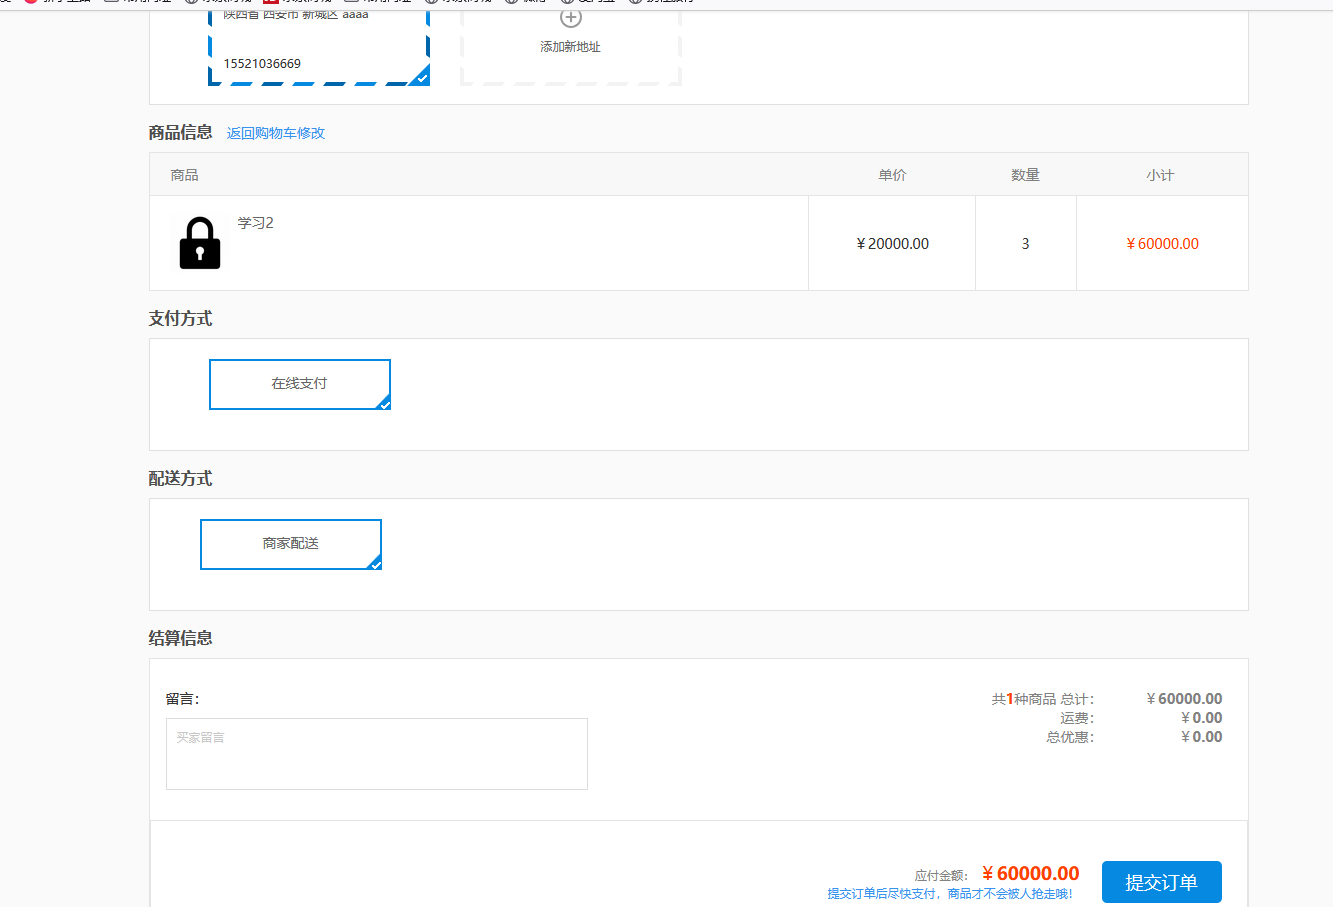 陕西省 西安市 新城区 aaaa
添加新地址
15521036669
商品信息 返回购物车修改
商品 单价 数量 小计
学习2
￥20000.00 3 ￥60000.00
支付方式
在线支付
配送方式
商家配送
结算信息
留言：
买家留言
共1种商品 总计： ￥60000.00
运费： ￥0.00
总优惠： ￥0.00
应付金额： ￥60000.00
提交订单后尽快支付，商品才不会被人抢走哦！
提交订单